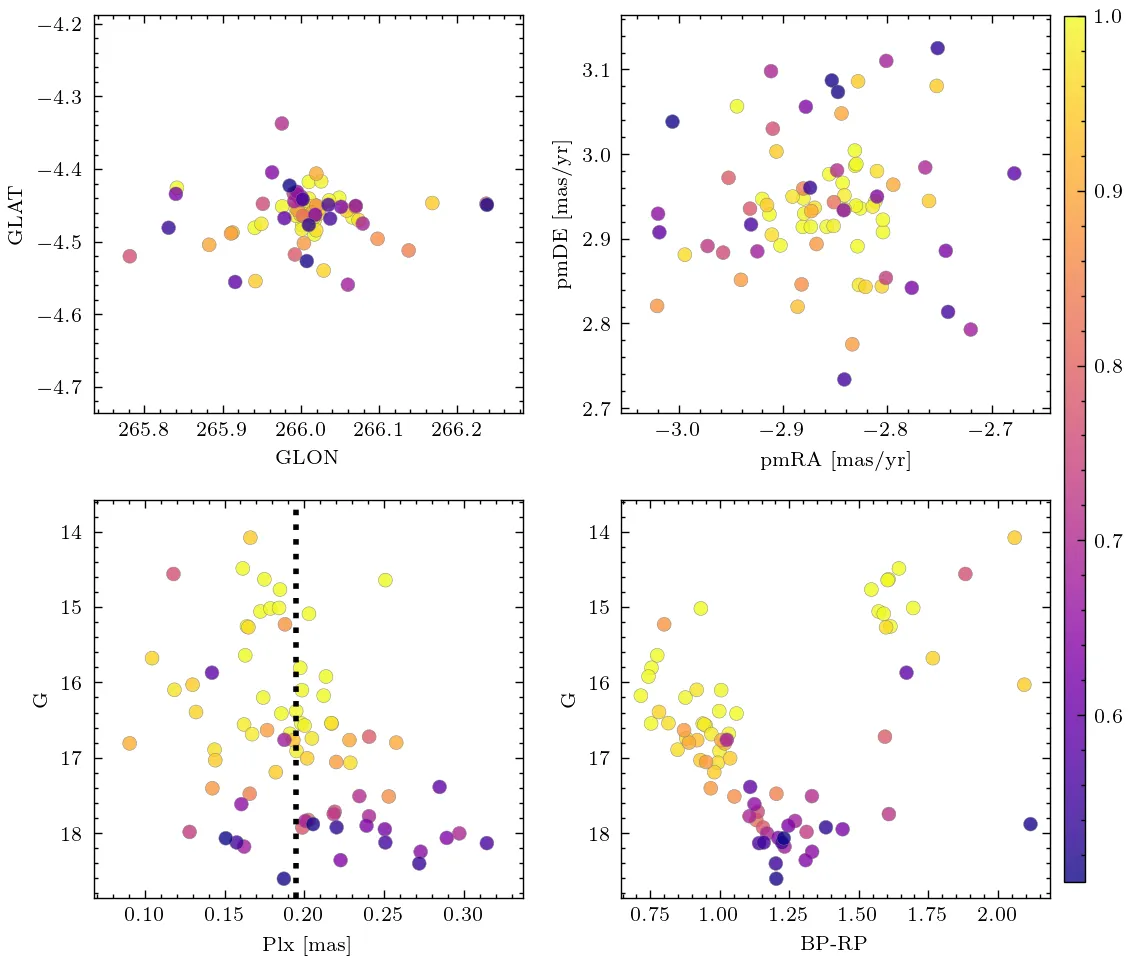 −4.2
−4.3
−4.4
−4.5
−4.6
−4.7
GLAT
265.8 265.9 266.0 266.1 266.2
GLON
3.1
3.0
2.9
2.8
2.7
pmDE [mas/yr]
−3.0 −2.9 −2.8 −2.7
pmRA [mas/yr]
1.0
0.9
0.8
0.7
0.6
14
15
16
17
18
G
0.10 0.15 0.20 0.25 0.30
Plx [mas]
14
15
16
17
18
G
0.75 1.00 1.25 1.50 1.75 2.00
BP-RP